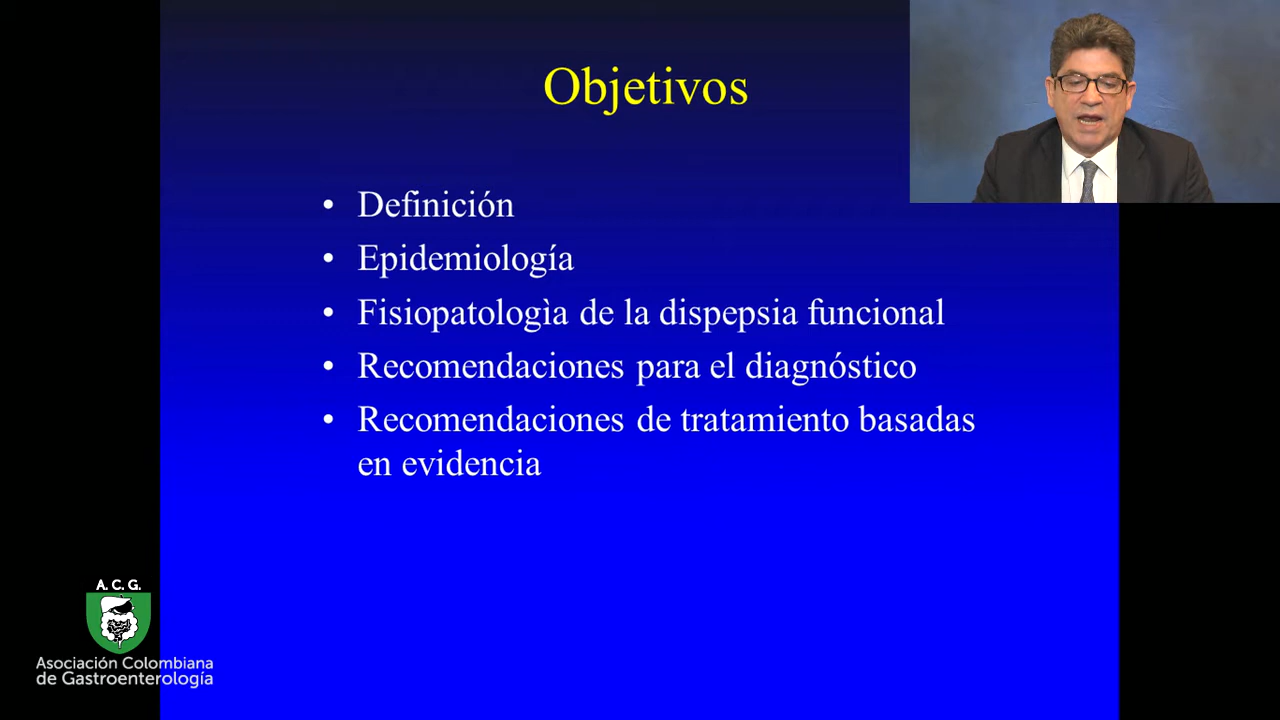 Objetivos
• Definición
• Epidemiología
• Fisiopatologìa de la dispepsia funcional
• Recomendaciones para el diagnóstico
• Recomendaciones de tratamiento basadas
en evidencia
A. C. G.
Asociación Colombiana
de Gastroenterología